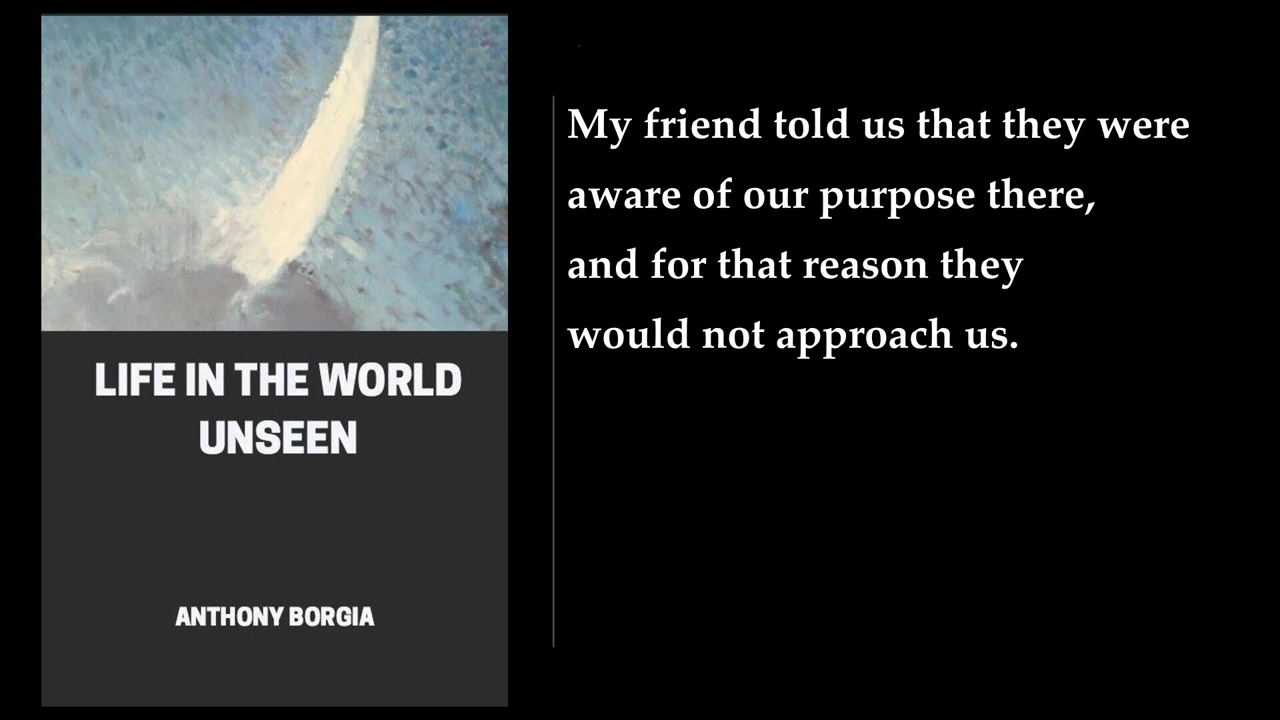 LIFE IN THE WORLD
UNSEEN
ANTHONY BORGIA
My friend told us that they were
aware of our purpose there,
and for that reason they
would not approach us.